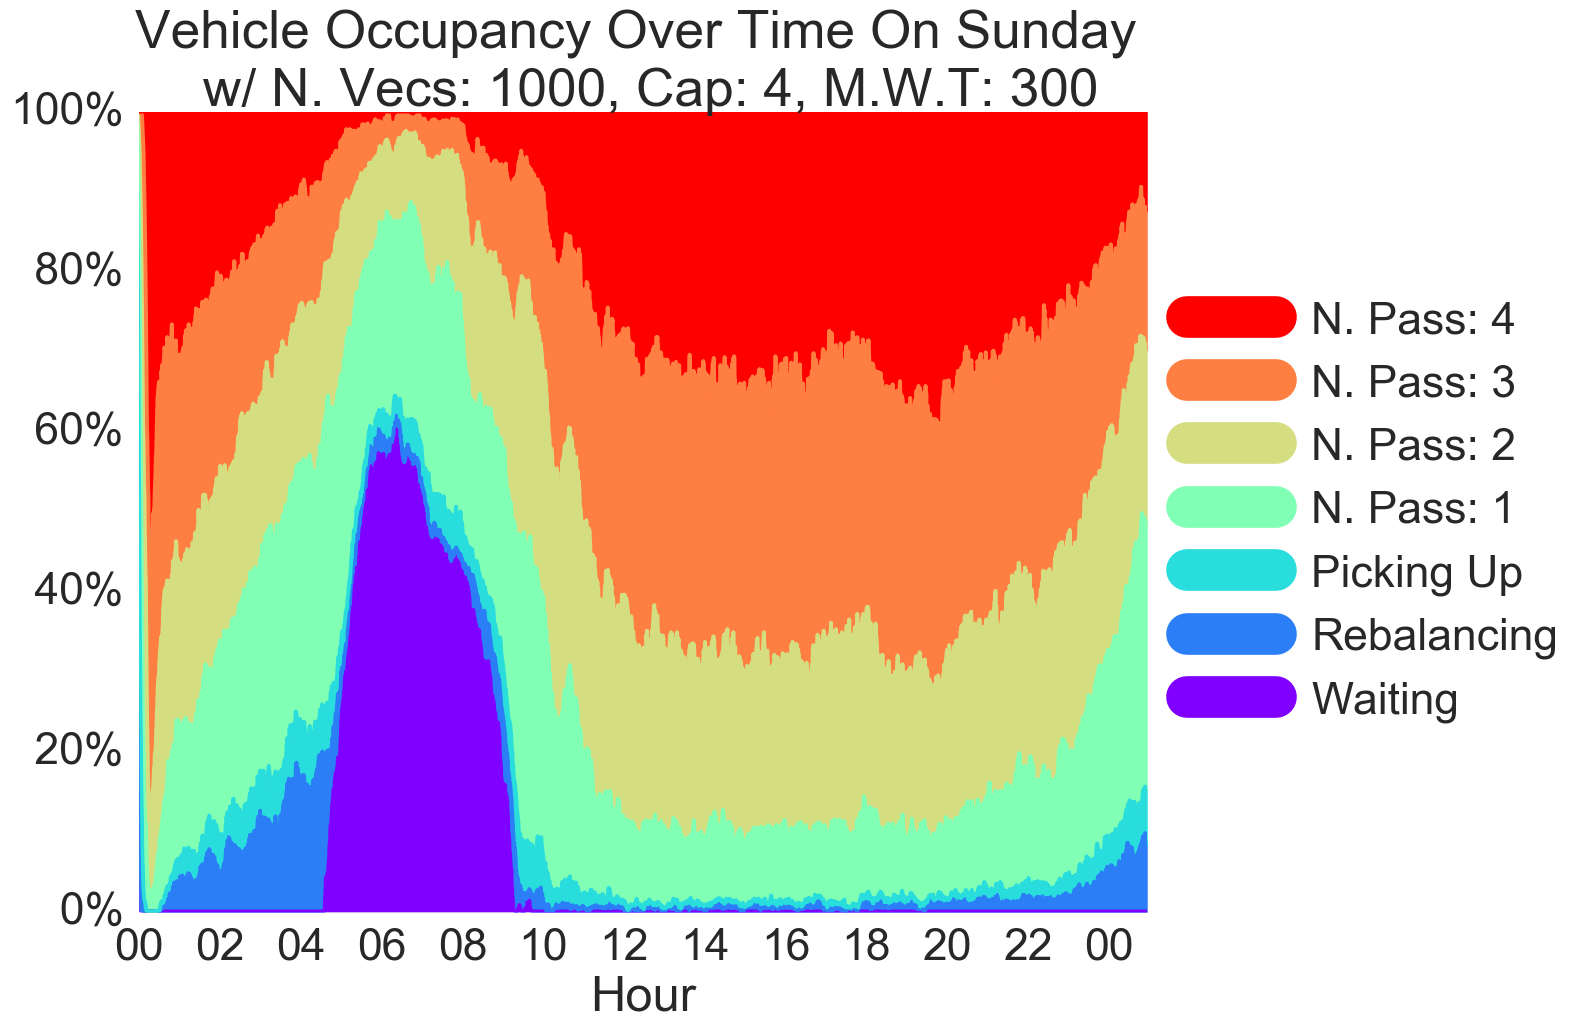 Vehicle Occupancy Over Time On Sunday
w/ N. Vecs: 1000, Cap: 4, M.W.T: 300
100%
80%
60%
40%
20%
0%
00 02 04 06 08 10 12 14 16 18 20 22 00
Hour
N. Pass: 4
N. Pass: 3
N. Pass: 2
N. Pass: 1
Picking Up
Rebalancing
Waiting